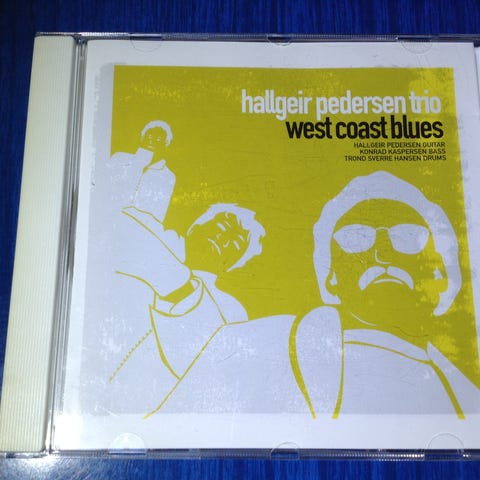 hallgeir pedersen trio
west coast blues
HALLGEIR PEDERSEN GUITAR
KONRAD KASPERSEN BASS
TROND SVERRE HANSEN DRUMS